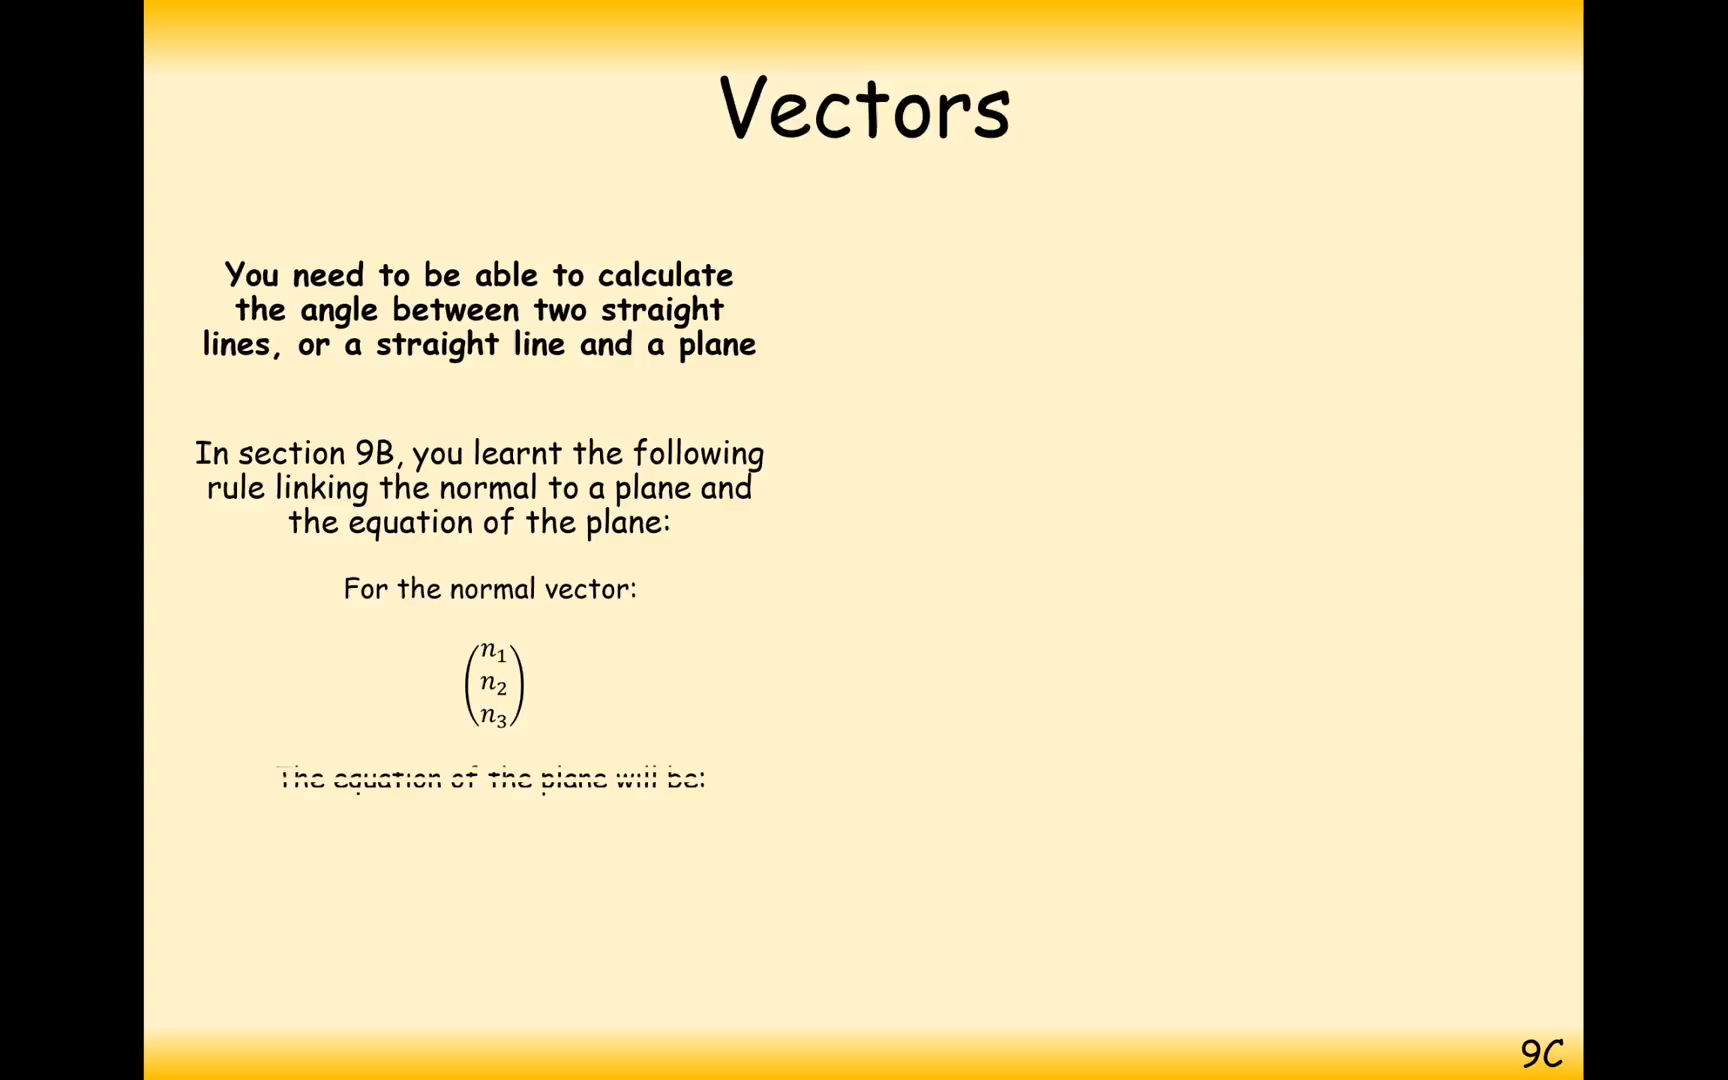 Vectors
You need to be able to calculate
the angle between two straight
lines, or a straight line and a plane
In section 9B, you learnt the following
rule linking the normal to a plane and
the equation of the plane:
For the normal vector:
n₁
n₂
n₃
The equation of the plane will be:
9C